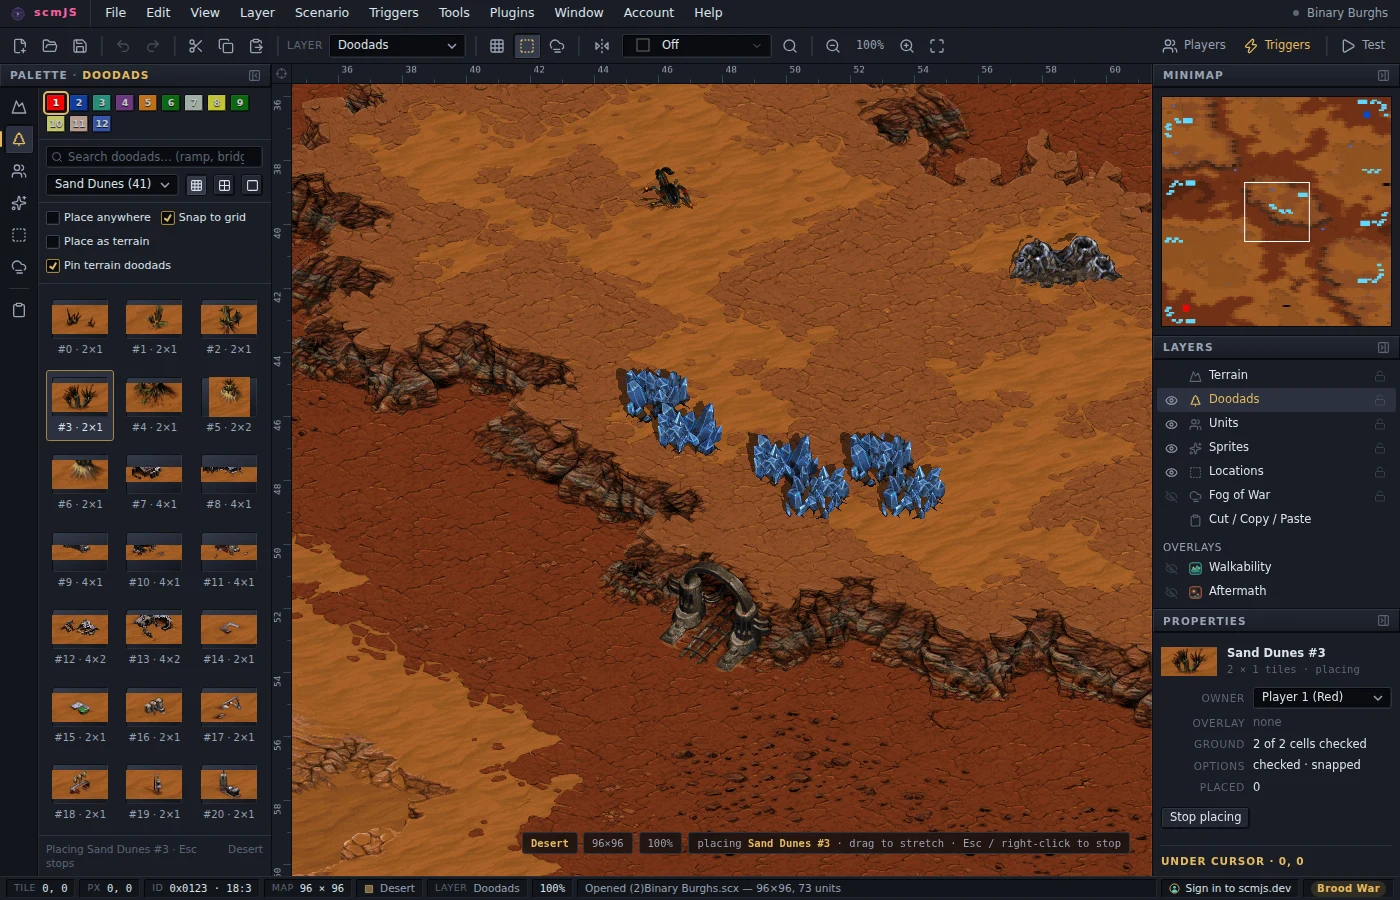 scmJS File Edit View Layer Scenario Triggers Tools Plugins Window Account Help Binary Burghs
LAYER Doodads Off 100% Players Triggers Test
PALETTE · DOODADS
1 2 3 4 5 6 7 8 9
10 11 12
Search doodads... (ramp, bridg
Sand Dunes (41)
Place anywhere Snap to grid
Place as terrain
Pin terrain doodads
#0 · 2×1 #1 · 2×1 #2 · 2×1
#3 · 2×1 #4 · 2×1 #5 · 2×2
#6 · 2×1 #7 · 4×1 #8 · 4×1
#9 · 4×1 #10 · 4×1 #11 · 4×1
#12 · 4×2 #13 · 4×2 #14 · 2×1
#15 · 2×1 #16 · 2×1 #17 · 2×1
#18 · 2×1 #19 · 2×1 #20 · 2×1
Placing Sand Dunes #3 · Esc stops Desert
36 38 40 42 44 46 48 50 52 54 56 58 60
36
38
40
42
44
46
48
50
52
54
56
58
60
Desert 96×96 100% placing Sand Dunes #3 · drag to stretch · Esc / right-click to stop
MINIMAP
LAYERS
Terrain
Doodads
Units
Sprites
Locations
Fog of War
Cut / Copy / Paste
OVERLAYS
Walkability
Aftermath
PROPERTIES
Sand Dunes #3
2 × 1 tiles · placing
OWNER Player 1 (Red)
OVERLAY none
GROUND 2 of 2 cells checked
OPTIONS checked · snapped
PLACED 0
Stop placing
UNDER CURSOR · 0, 0
TILE 0, 0 PX 0, 0 ID 0x0123 · 18:3 MAP 96 × 96 Desert LAYER Doodads 100% Opened (2)Binary Burghs.scx — 96×96, 73 units Sign in to scmjs.dev Brood War